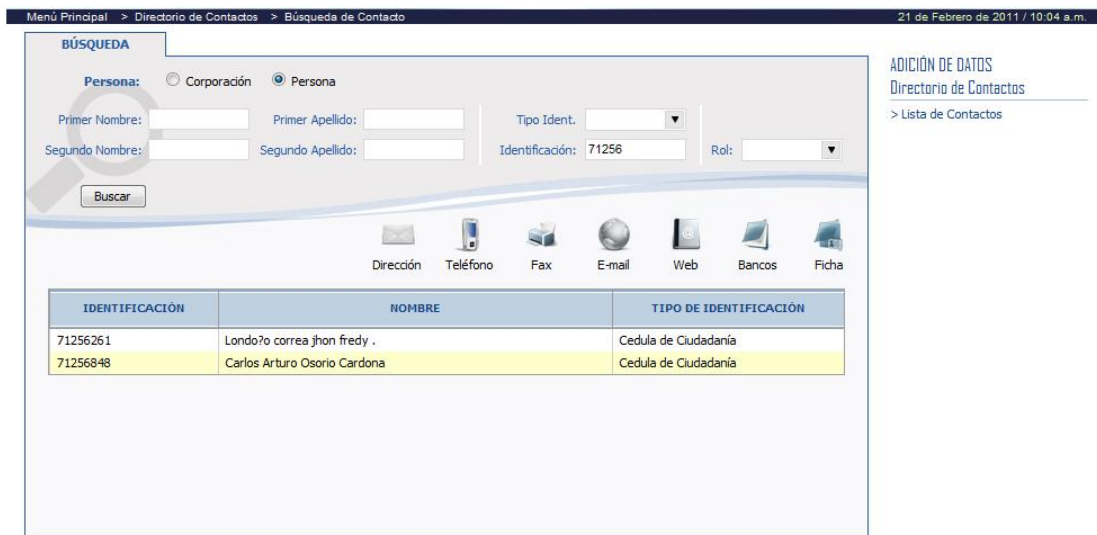 Menú Principal > Directorio de Contactos > Búsqueda de Contacto 21 de Febrero de 2011 / 10:04 a.m.
BÚSQUEDA
Persona: Corporación Persona
Primer Nombre: Primer Apellido: Tipo Ident.
Segundo Nombre: Segundo Apellido: Identificación: 71256 Rol:
Buscar
Dirección Teléfono Fax E-mail Web Bancos Ficha
IDENTIFICACIÓN NOMBRE TIPO DE IDENTIFICACIÓN
71256261 Londo?o correa jhon fredy . Cedula de Ciudadanía
71256848 Carlos Arturo Osorio Cardona Cedula de Ciudadanía
ADICIÓN DE DATOS
Directorio de Contactos
> Lista de Contactos